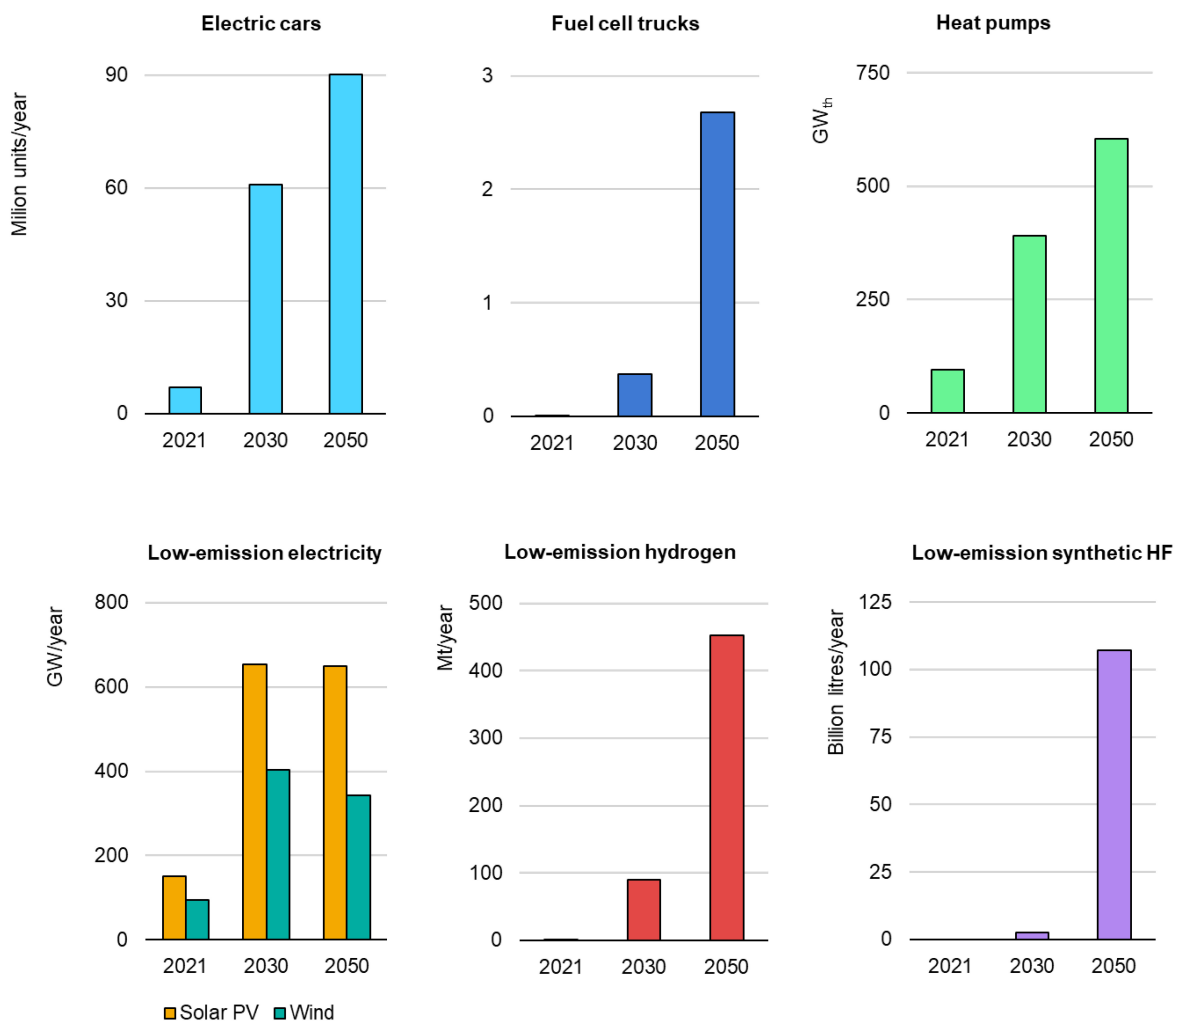 Electric cars
Milion units/year
90
60
30
0
2021 2030 2050
Fuel cell trucks
3
2
1
0
2021 2030 2050
Heat pumps
GWth
750
500
250
0
2021 2030 2050
Low-emission electricity
GW/year
800
600
400
200
0
2021 2030 2050
Solar PV Wind
Low-emission hydrogen
Mt/year
500
400
300
200
100
0
2021 2030 2050
Low-emission synthetic HF
Billion litres/year
125
100
75
50
25
0
2021 2030 2050